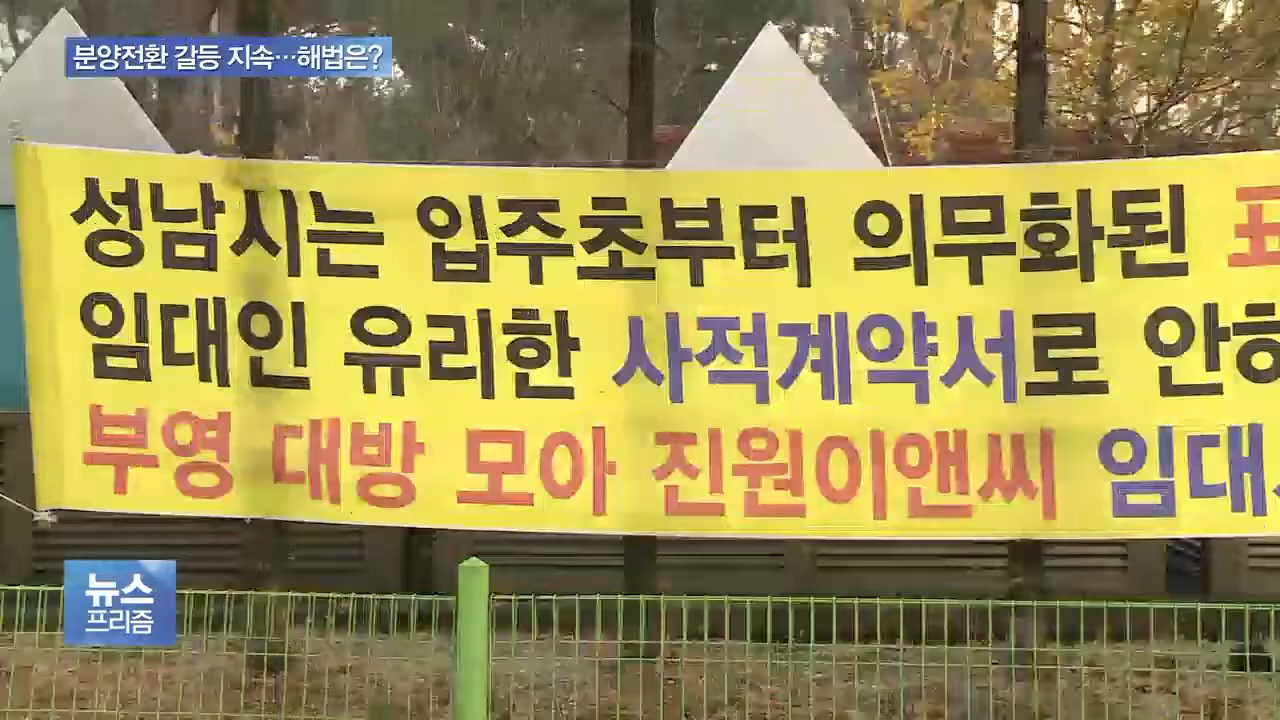 분양전환 갈등 지속…해법은?
성남시는 입주초부터 의무화된
임대인 유리한 사적계약서로
부영 대방 모아 진원이앤씨 임대
뉴스
프리즘